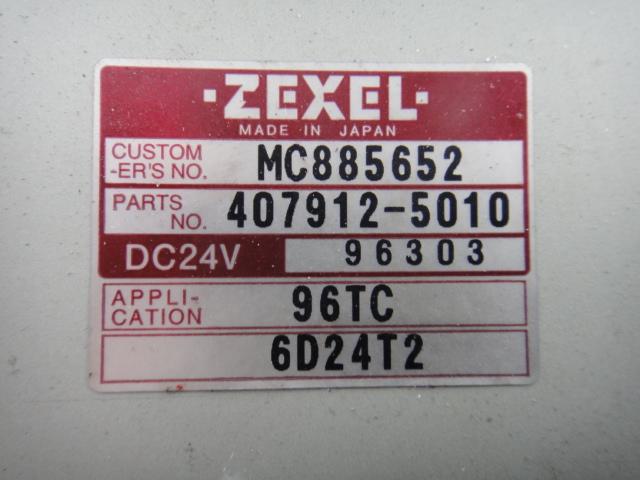 ·ZEXEL·
MADE IN JAPAN
CUSTOM
-ER'S NO. MC885652
PARTS
NO. 407912-5010
DC24V 96303
APPLI-
CATION 96TC
6D24T2